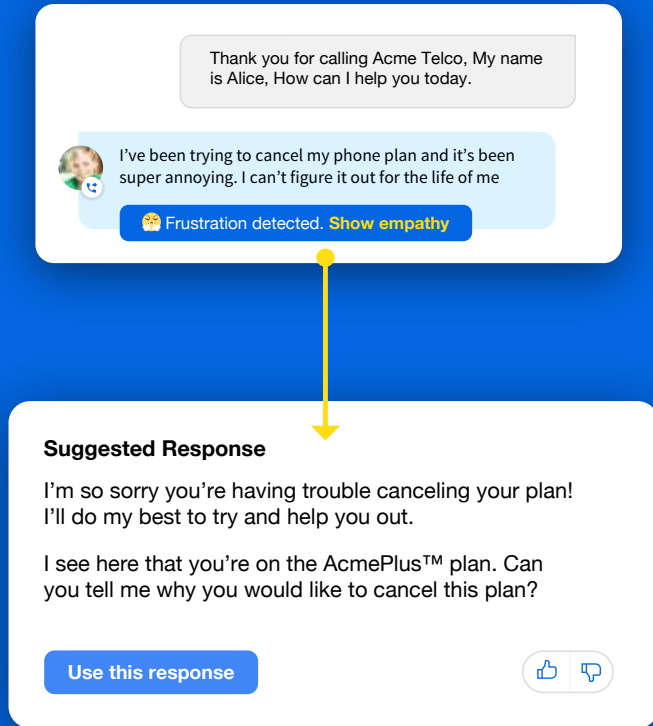 Thank you for calling Acme Telco, My name
is Alice, How can I help you today.
I’ve been trying to cancel my phone plan and it’s been
super annoying. I can’t figure it out for the life of me
Frustration detected. Show empathy
Suggested Response
I’m so sorry you’re having trouble canceling your plan!
I’ll do my best to try and help you out.
I see here that you’re on the AcmePlus™ plan. Can
you tell me why you would like to cancel this plan?
Use this response